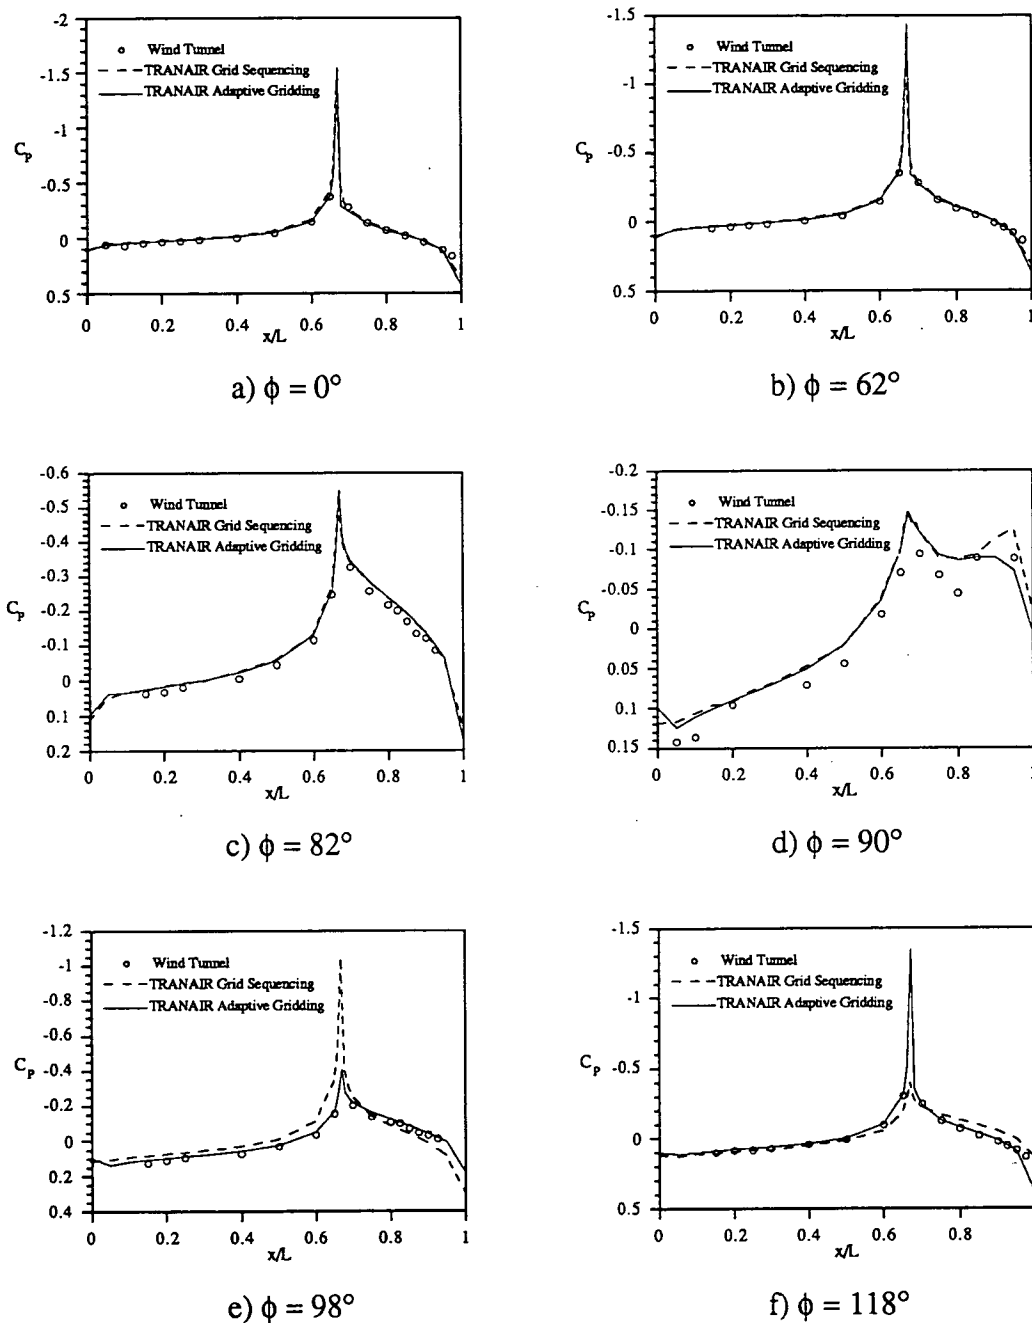 -2
-1.5
-1
-0.5
0
0.5
C_P
Wind Tunnel
TRANAIR Grid Sequencing
TRANAIR Adaptive Gridding
0 0.2 0.4 0.6 0.8 1
x/L
a) ϕ = 0°
-1.5
-1
-0.5
0
0.5
C_P
Wind Tunnel
TRANAIR Grid Sequencing
TRANAIR Adaptive Gridding
0 0.2 0.4 0.6 0.8 1
x/L
b) ϕ = 62°
-0.6
-0.5
-0.4
-0.3
-0.2
-0.1
0
0.1
0.2
C_P
Wind Tunnel
TRANAIR Grid Sequencing
TRANAIR Adaptive Gridding
0 0.2 0.4 0.6 0.8 1
x/L
c) ϕ = 82°
-0.2
-0.15
-0.1
-0.05
0
0.05
0.1
0.15
C_P
Wind Tunnel
TRANAIR Grid Sequencing
TRANAIR Adaptive Gridding
0 0.2 0.4 0.6 0.8 1
x/L
d) ϕ = 90°
-1.2
-1
-0.8
-0.6
-0.4
-0.2
0
0.2
0.4
C_P
Wind Tunnel
TRANAIR Grid Sequencing
TRANAIR Adaptive Gridding
0 0.2 0.4 0.6 0.8 1
x/L
e) ϕ = 98°
-1.5
-1
-0.5
0
0.5
C_P
Wind Tunnel
TRANAIR Grid Sequencing
TRANAIR Adaptive Gridding
0 0.2 0.4 0.6 0.8 1
x/L
f) ϕ = 118°